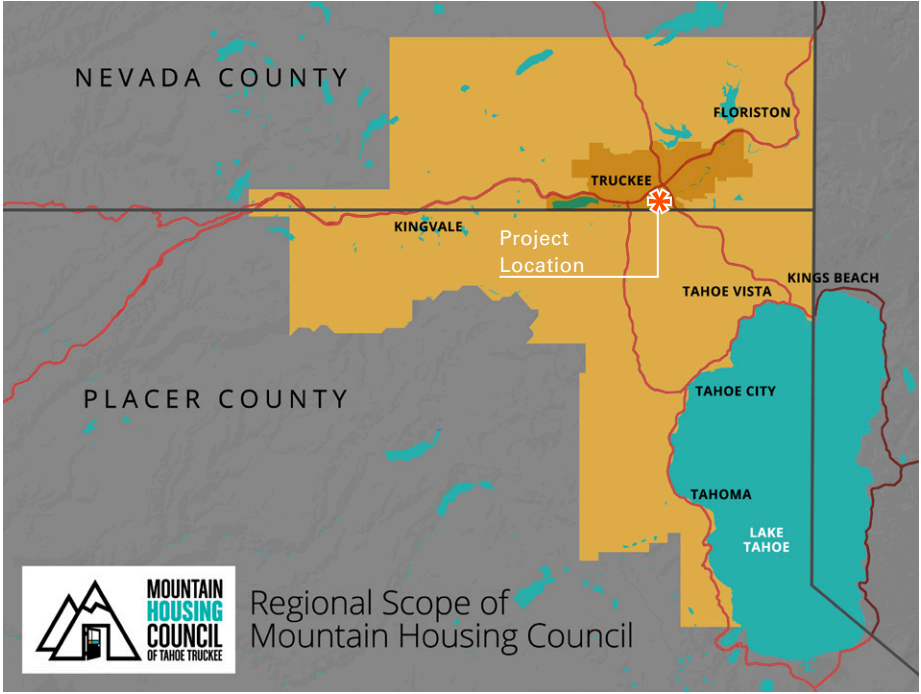 NEVADA COUNTY
FLORISTON
TRUCKEE
KINGVALE
Project
Location
KINGS BEACH
TAHOE VISTA
PLACER COUNTY
TAHOE CITY
TAHOMA
LAKE
TAHOE
MOUNTAIN
HOUSING
COUNCIL
OF TAHOE TRUCKEE
Regional Scope of
Mountain Housing Council